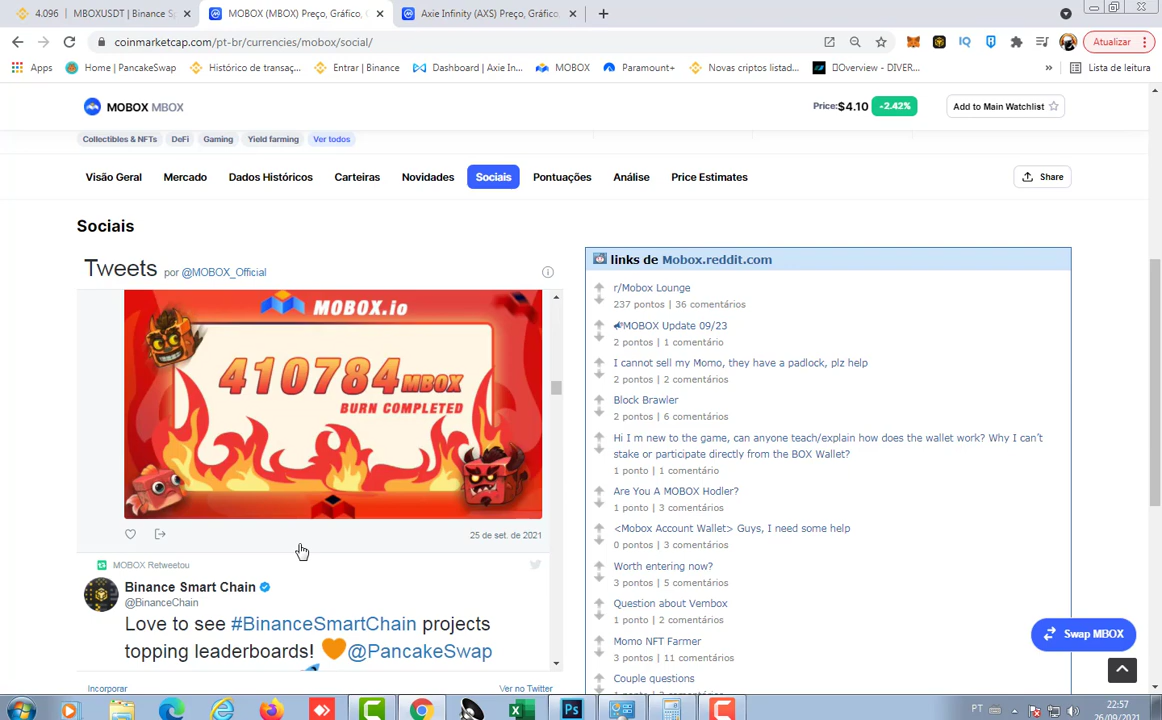 4.096 | MBOXUSDT | Binance S
MOBOX (MBOX) Preço, Gráfico,
Axie Infinity (AXS) Preço, Gráfico,
coinmarketcap.com/pt-br/currencies/mobox/social/
Atualizar
Apps
Home | PancakeSwap
Histórico de transaç...
Entrar | Binance
Dashboard | Axie In...
MOBOX
Paramount+
Novas criptos listad...
Overview - DIVER...
»
Lista de leitura
MOBOX MBOX
Price:$4.10
-2.42%
Add to Main Watchlist
Collectibles & NFTs
DeFi
Gaming
Yield farming
Ver todos
Visão Geral
Mercado
Dados Históricos
Carteiras
Novidades
Sociais
Pontuações
Análise
Price Estimates
Share
Sociais
Tweets por @MOBOX_Official
MOBOX.io
410784MBOX
BURN COMPLETED
25 de set. de 2021
MOBOX Retweetou
Binance Smart Chain
@BinanceChain
Love to see #BinanceSmartChain projects
topping leaderboards! 🧡@PancakeSwap
Incorporar
Ver no Twitter
links de Mobox.reddit.com
r/Mobox Lounge
237 pontos | 36 comentários
📣MOBOX Update 09/23
2 pontos | 1 comentário
I cannot sell my Momo, they have a padlock, plz help
2 pontos | 2 comentários
Block Brawler
2 pontos | 6 comentários
Hi I m new to the game, can anyone teach/explain how does the wallet work? Why I can't
stake or participate directly from the BOX Wallet?
1 ponto | 1 comentário
Are You A MOBOX Hodler?
1 ponto | 3 comentários
<Mobox Account Wallet> Guys, I need some help
0 pontos | 3 comentários
Worth entering now?
3 pontos | 5 comentários
Question about Vembox
1 ponto | 2 comentários
Momo NFT Farmer
3 pontos | 11 comentários
Couple questions
Swap MBOX
PT
22:57
26/09/2021